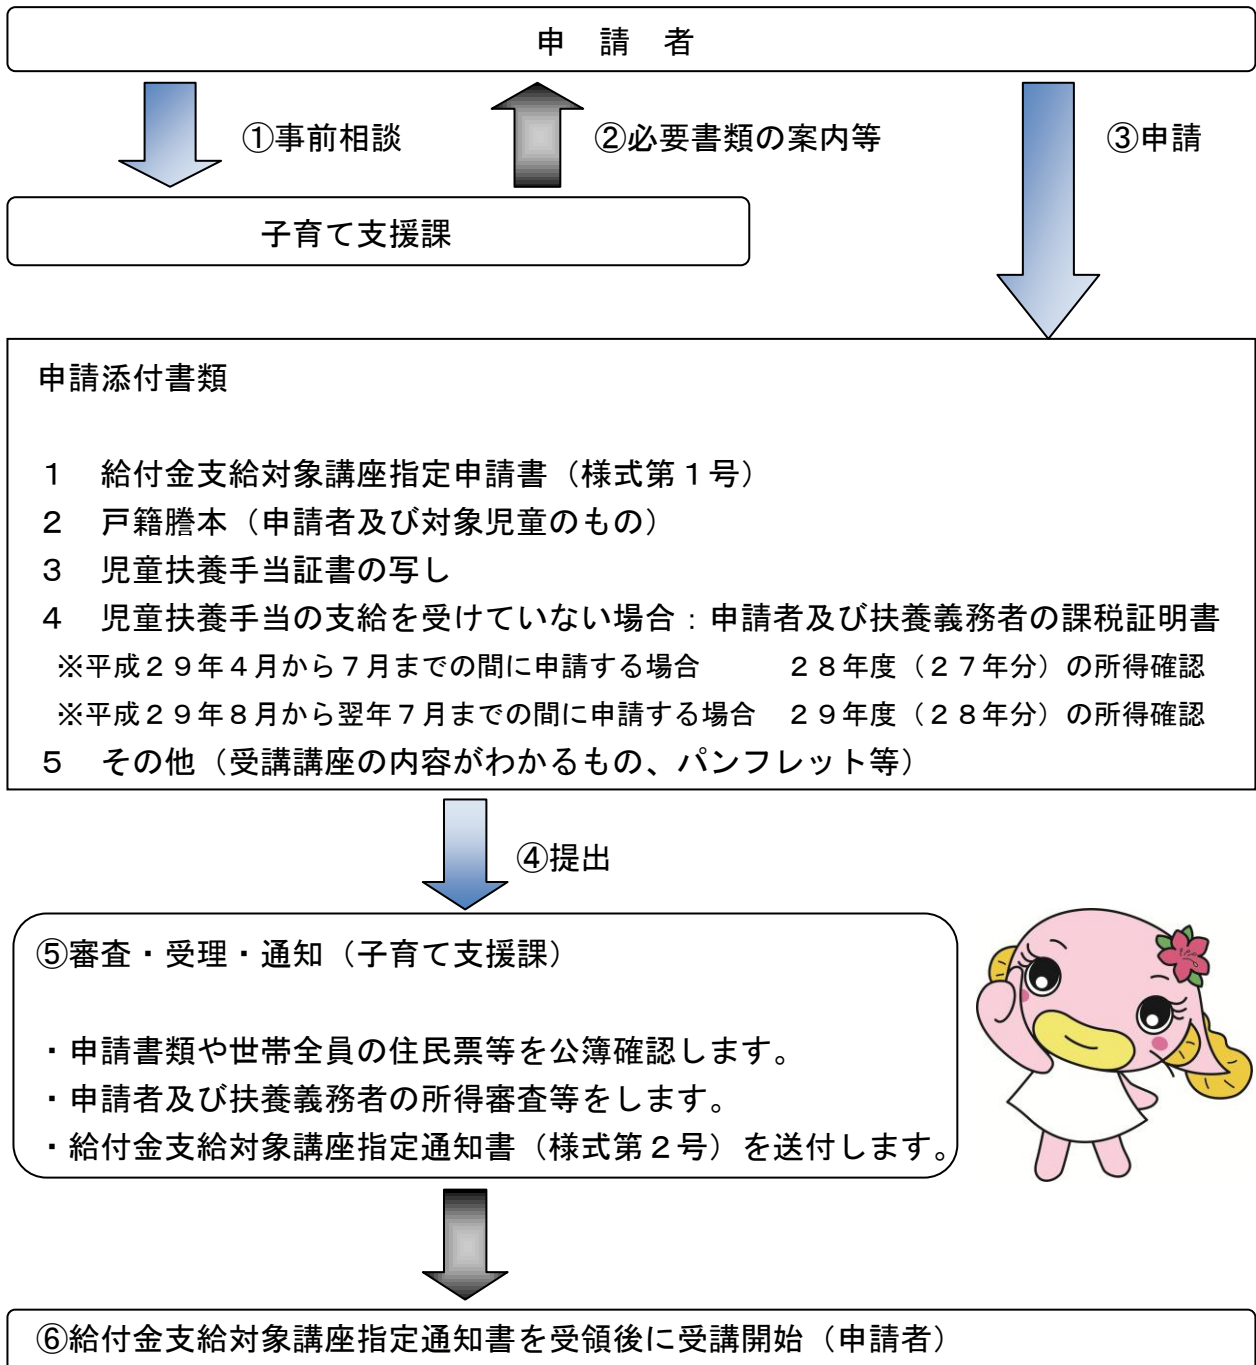 申　請　者
①事前相談
②必要書類の案内等
③申請
子育て支援課
申請添付書類
１　給付金支給対象講座指定申請書（様式第１号）
２　戸籍謄本（申請者及び対象児童のもの）
３　児童扶養手当証書の写し
４　児童扶養手当の支給を受けていない場合：申請者及び扶養義務者の課税証明書
※平成２９年４月から７月までの間に申請する場合　　　２８年度（２７年分）の所得確認
※平成２９年８月から翌年７月までの間に申請する場合　２９年度（２８年分）の所得確認
５　その他（受講講座の内容がわかるもの、パンフレット等）
④提出
⑤審査・受理・通知（子育て支援課）
・申請書類や世帯全員の住民票等を公簿確認します。
・申請者及び扶養義務者の所得審査等をします。
・給付金支給対象講座指定通知書（様式第２号）を送付します。
⑥給付金支給対象講座指定通知書を受領後に受講開始（申請者）